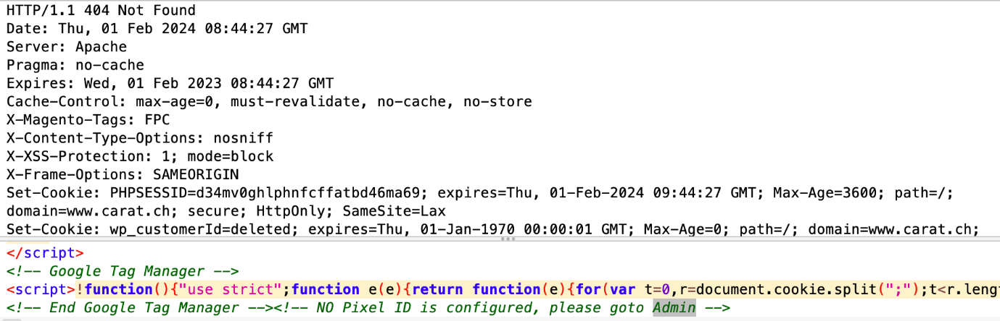 HTTP/1.1 404 Not Found
Date: Thu, 01 Feb 2024 08:44:27 GMT
Server: Apache
Pragma: no-cache
Expires: Wed, 01 Feb 2023 08:44:27 GMT
Cache-Control: max-age=0, must-revalidate, no-cache, no-store
X-Magento-Tags: FPC
X-Content-Type-Options: nosniff
X-XSS-Protection: 1; mode=block
X-Frame-Options: SAMEORIGIN
Set-Cookie: PHPSESSID=d34mv0ghlphnfcffatbd46ma69; expires=Thu, 01-Feb-2024 09:44:27 GMT; Max-Age=3600; path=/;
domain=www.carat.ch; secure; HttpOnly; SameSite=Lax
Set-Cookie: wp_customerId=deleted; expires=Thu, 01-Jan-1970 00:00:01 GMT; Max-Age=0; path=/; domain=www.carat.ch;
</script>
<!-- Google Tag Manager -->
<script>!function(){"use strict";function e(e){return function(e){for(var t=0,r=document.cookie.split(";");t<r.lengt
<!-- End Google Tag Manager --><!-- NO Pixel ID is configured, please goto Admin -->